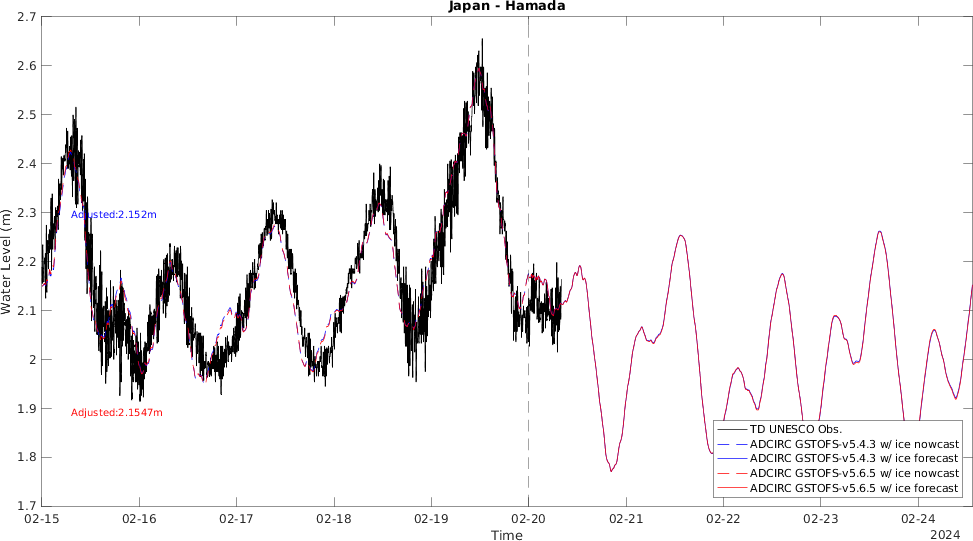 Japan - Hamada
2.7
2.6
2.5
2.4
2.3
2.2
2.1
2
1.9
1.8
1.7
Water Level (m)
Adjusted:2.152m
Adjusted:2.1547m
TD UNESCO Obs.
ADCIRC GSTOFS-v5.4.3 w/ ice nowcast
ADCIRC GSTOFS-v5.4.3 w/ ice forecast
ADCIRC GSTOFS-v5.6.5 w/ ice nowcast
ADCIRC GSTOFS-v5.6.5 w/ ice forecast
02-15 02-16 02-17 02-18 02-19 02-20 02-21 02-22 02-23 02-24
Time
2024